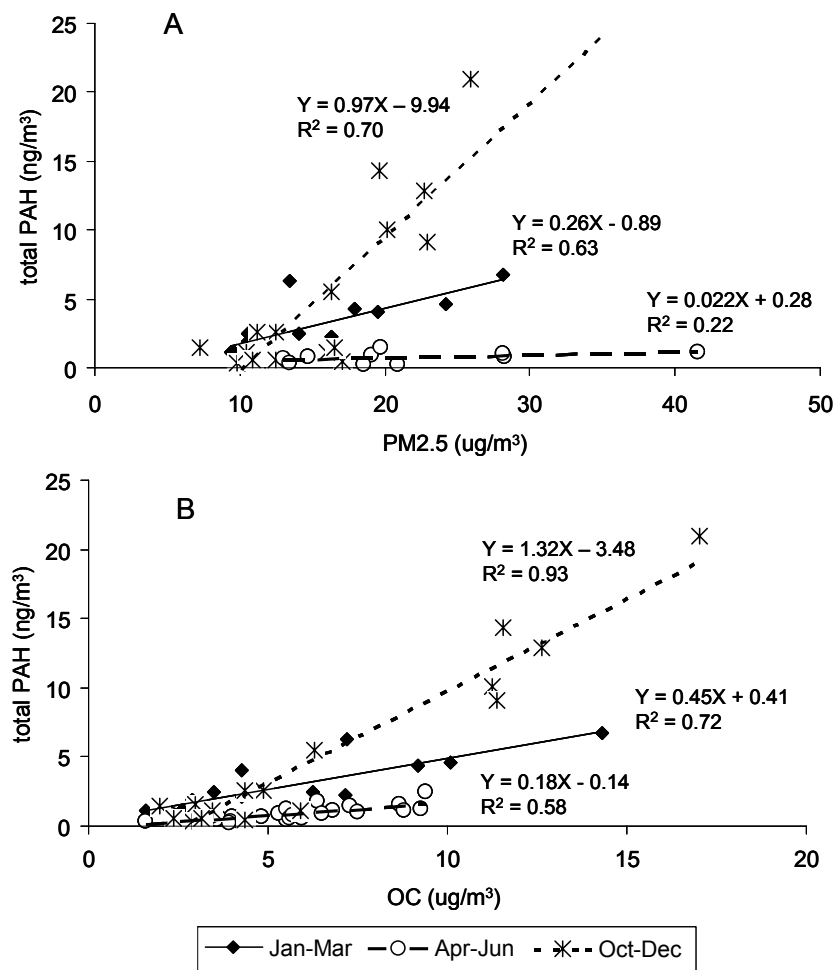 A
25
20
15
10
5
0
total PAH (ng/m³)
Y = 0.97X – 9.94
R² = 0.70
Y = 0.26X - 0.89
R² = 0.63
Y = 0.022X + 0.28
R² = 0.22
0 10 20 30 40 50
PM2.5 (ug/m³)
B
25
20
15
10
5
0
total PAH (ng/m³)
Y = 1.32X – 3.48
R² = 0.93
Y = 0.45X + 0.41
R² = 0.72
Y = 0.18X - 0.14
R² = 0.58
0 5 10 15 20
OC (ug/m³)
Jan-Mar Apr-Jun Oct-Dec